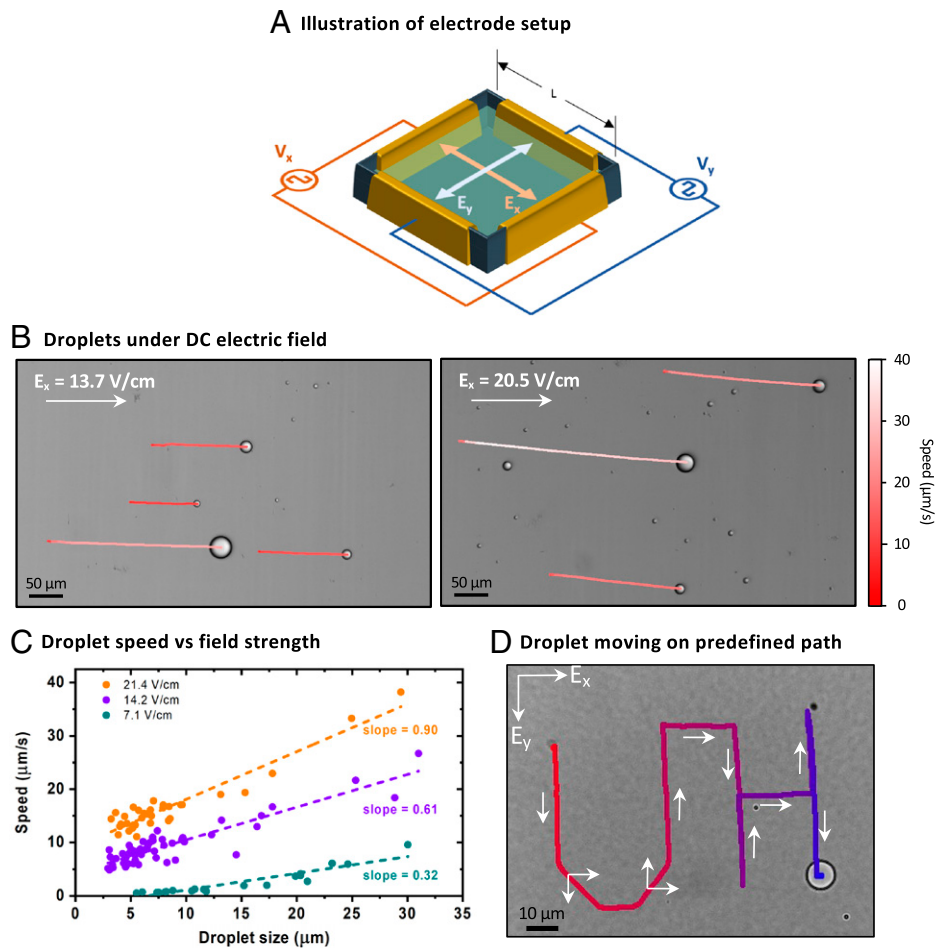 A Illustration of electrode setup
L
Vx
Vy
Ey
Ex
B Droplets under DC electric field
Ex = 13.7 V/cm
50 μm
Ex = 20.5 V/cm
50 μm
40
30
20
10
0
Speed (μm/s)
C Droplet speed vs field strength
Speed (μm/s)
40
30
20
10
0
21.4 V/cm
14.2 V/cm
7.1 V/cm
slope = 0.90
slope = 0.61
slope = 0.32
0 5 10 15 20 25 30 35
Droplet size (μm)
D Droplet moving on predefined path
Ex
Ey
10 μm